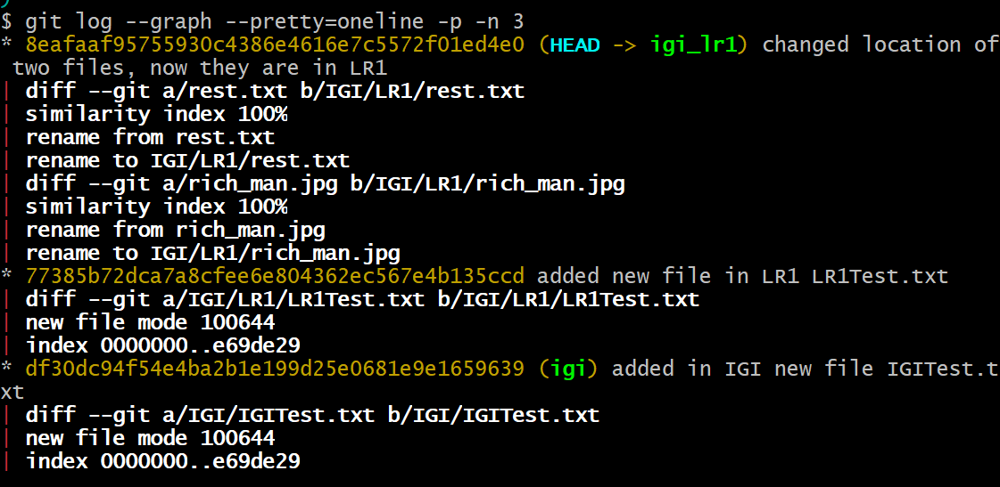 )
$ git log --graph --pretty=oneline -p -n 3
* 8eafaaf95755930c4386e4616e7c5572f01ed4e0 (HEAD -> igi_lr1) changed location of
 two files, now they are in LR1
| diff --git a/rest.txt b/IGI/LR1/rest.txt
| similarity index 100%
| rename from rest.txt
| rename to IGI/LR1/rest.txt
| diff --git a/rich_man.jpg b/IGI/LR1/rich_man.jpg
| similarity index 100%
| rename from rich_man.jpg
| rename to IGI/LR1/rich_man.jpg
* 77385b72dca7a8cfee6e804362ec567e4b135ccd added new file in LR1 LR1Test.txt
| diff --git a/IGI/LR1/LR1Test.txt b/IGI/LR1/LR1Test.txt
| new file mode 100644
| index 0000000..e69de29
* df30dc94f54e4ba2b1e199d25e0681e9e1659639 (igi) added in IGI new file IGITest.t
xt
| diff --git a/IGI/IGITest.txt b/IGI/IGITest.txt
| new file mode 100644
| index 0000000..e69de29